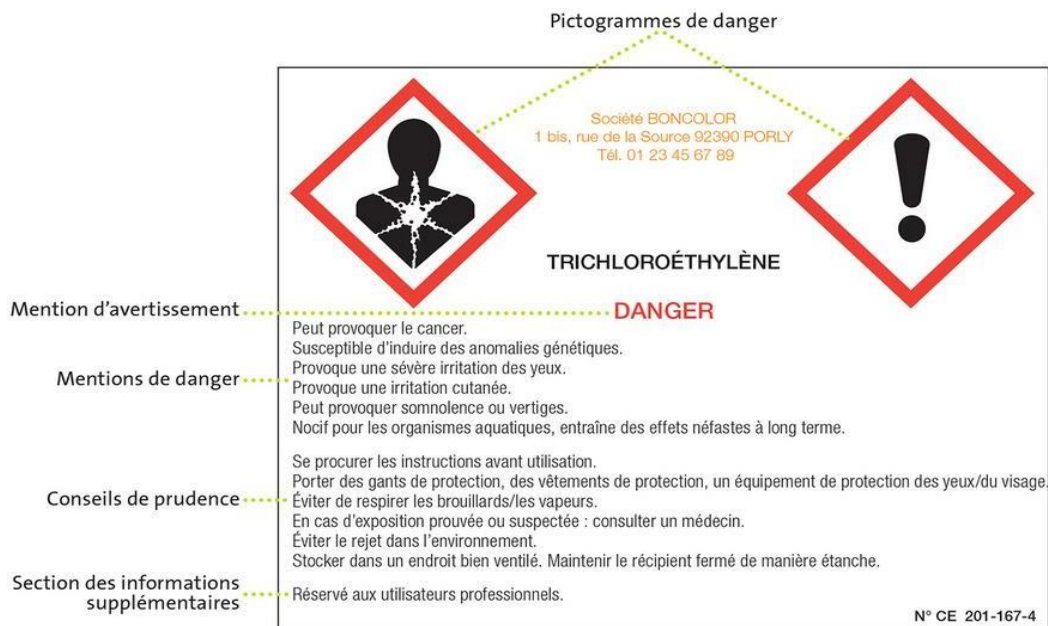 Pictogrammes de danger
Société BONCOLOR
1 bis, rue de la Source 92390 PORLY
Tél. 01 23 45 67 89
TRICHLOROÉTHYLÈNE
Mention d'avertissement
DANGER
Peut provoquer le cancer.
Susceptible d'induire des anomalies génétiques.
Provoque une sévère irritation des yeux.
Mentions de danger
Provoque une irritation cutanée.
Peut provoquer somnolence ou vertiges.
Nocif pour les organismes aquatiques, entraîne des effets néfastes à long terme.
Se procurer les instructions avant utilisation.
Porter des gants de protection, des vêtements de protection, un équipement de protection des yeux/du visage.
Conseils de prudence
Éviter de respirer les brouillards/les vapeurs.
En cas d'exposition prouvée ou suspectée : consulter un médecin.
Éviter le rejet dans l'environnement.
Stocker dans un endroit bien ventilé. Maintenir le récipient fermé de manière étanche.
Section des informations
supplémentaires
Réservé aux utilisateurs professionnels.
N° CE 201-167-4